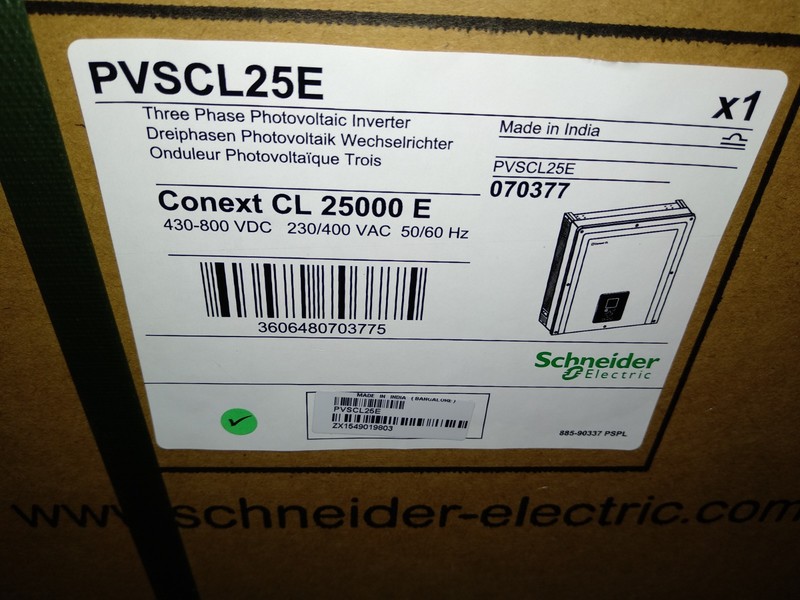 PVSCL25E
x1
Three Phase Photovoltaic Inverter
Dreiphasen Photovoltaik Wechselrichter
Onduleur Photovoltaïque Trois
Made in India
PVSCL25E
070377
Conext CL 25000 E
430-800 VDC 230/400 VAC 50/60 Hz
3606480703775
Schneider
Electric
MADE IN INDIA (BANGALORE)
PVSCL25E
ZX1549019803
885-90337 PSPL
www.schneider-electric.com